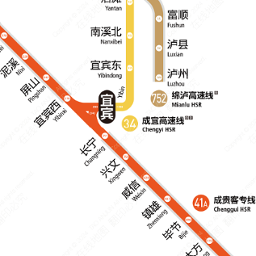 Yantan
富顺
Fushun
南溪北
Nanxibei
泸县
Luxian
宜宾东
Yibindong
泸州
Luzhou
泥溪
Nixi
屏山
Pingshan
宜宾西
Yibinxi
宜宾
Yibin
752
绵泸高速线
Mianlu HSR
34
成宜高速线
Chengyi HSR
长宁
Changning
兴文
Xingwen
威信
Weixin
镇雄
Zhenxiong
毕节
Bijie
大方
41A
成贵客专线
Chenggui HSR